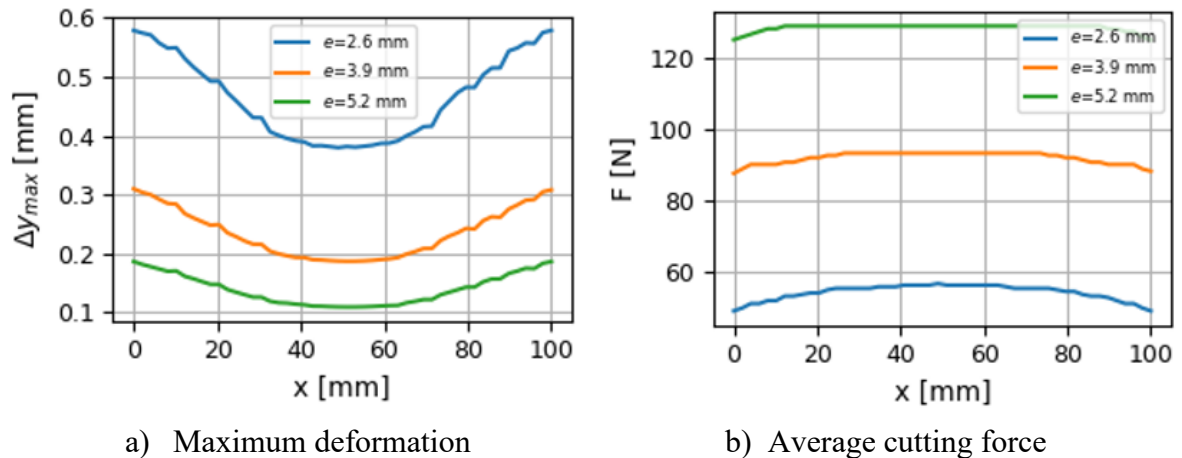 0.6
0.5
0.4
0.3
0.2
0.1
Δy_max [mm]
e=2.6 mm
e=3.9 mm
e=5.2 mm
0 20 40 60 80 100
x [mm]
120
100
80
60
F [N]
e=2.6 mm
e=3.9 mm
e=5.2 mm
0 20 40 60 80 100
x [mm]
a) Maximum deformation
b) Average cutting force